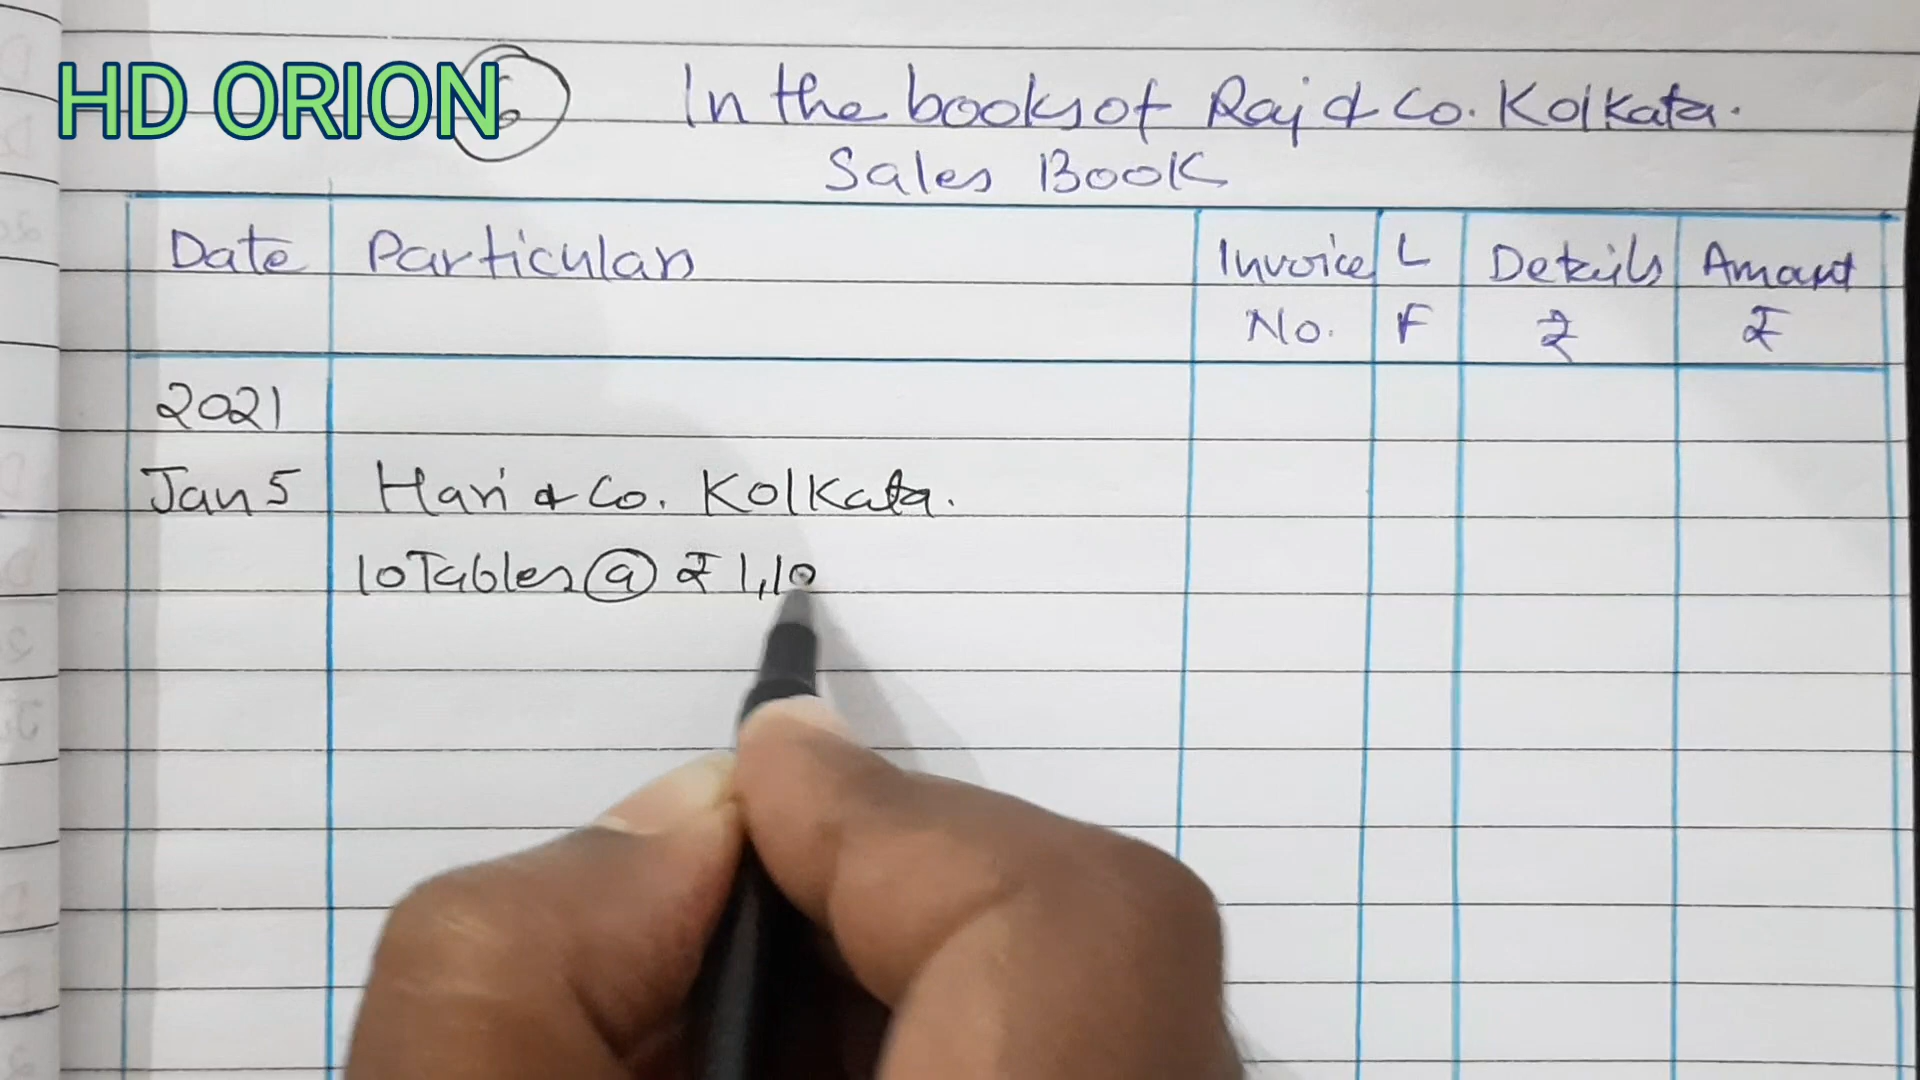 HD ORION
In the books of Raj & Co. Kolkata.
Sales Book
Date Particulars Invoice No. L F Details ₹ Amount ₹
2021
Jan 5 Hari & Co. Kolkata.
10 Tables @ ₹ 1,10